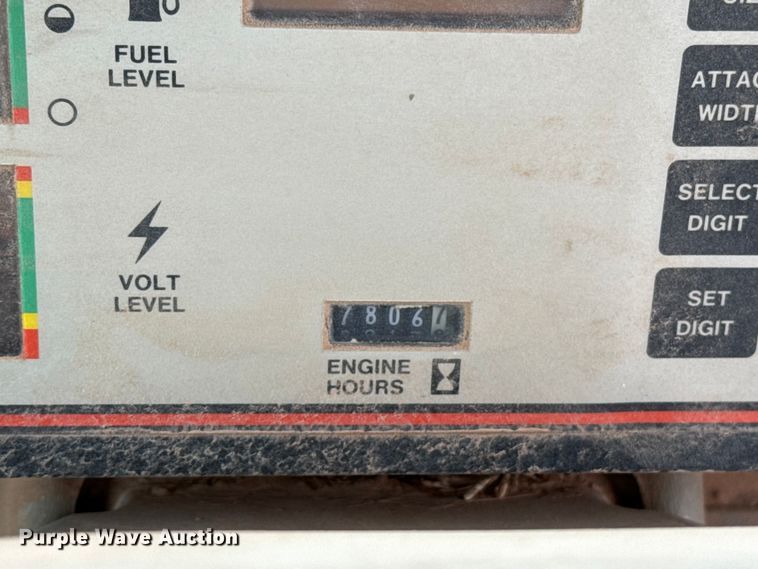 FUEL
LEVEL
VOLT
LEVEL
7806
ENGINE
HOURS
ATTAC
WIDTH
SELECT
DIGIT
SET
DIGIT
Purple Wave Auction